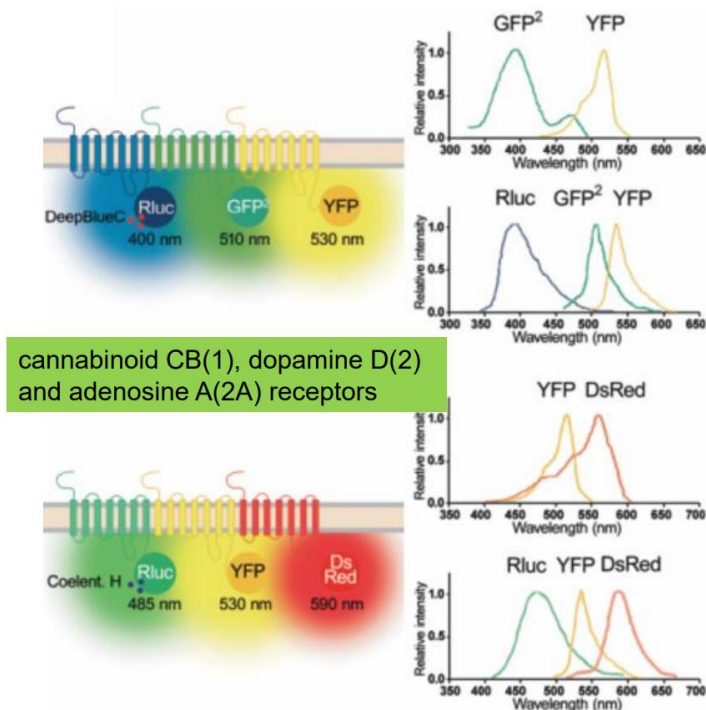 GFP² YFP
Relative intensity
1.0
0.5
0.0
300 350 400 450 500 550 600 650
Wavelength (nm)
DeepBlueC
Rluc GFP² YFP
400 nm 510 nm 530 nm
Rluc GFP² YFP
Relative intensity
1.0
0.5
0.0
300 350 400 450 500 550 600 650
Wavelength (nm)
cannabinoid CB(1), dopamine D(2)
and adenosine A(2A) receptors
YFP DsRed
Relative intensity
1.0
0.5
0.0
350 400 450 500 550 600 650 700
Wavelength (nm)
Coelent. H
Rluc YFP Ds
Red
485 nm 530 nm 590 nm
Rluc YFP DsRed
Relative intensity
1.0
0.5
0.0
350 400 450 500 550 600 650 700
Wavelength (nm)